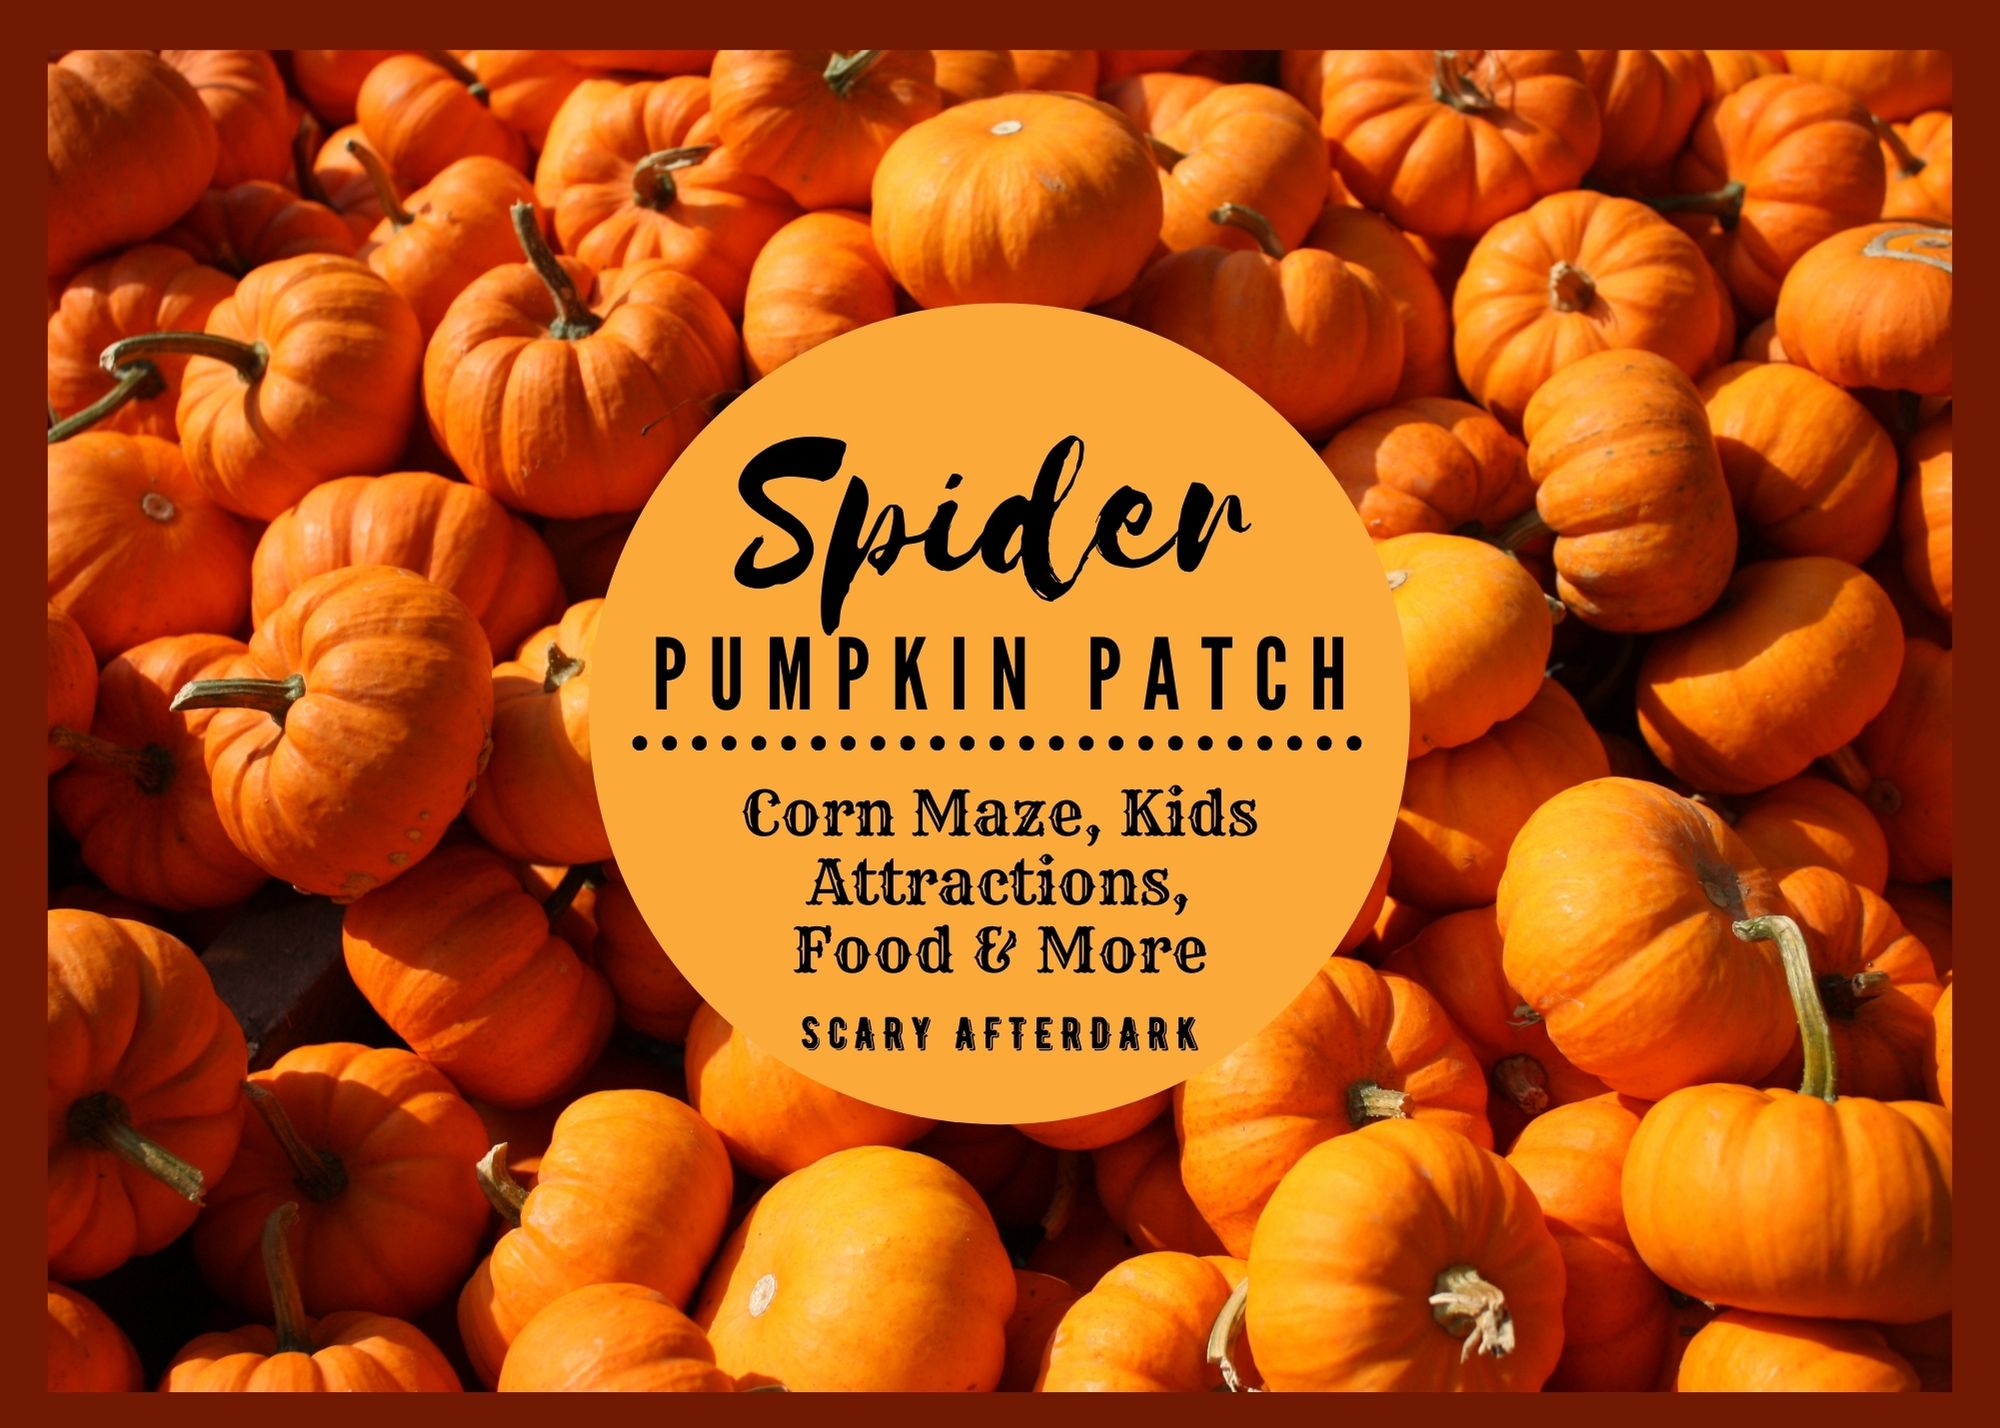 Spider
PUMPKIN PATCH
Corn Maze, Kids
Attractions,
Food & More
SCARY AFTERDARK